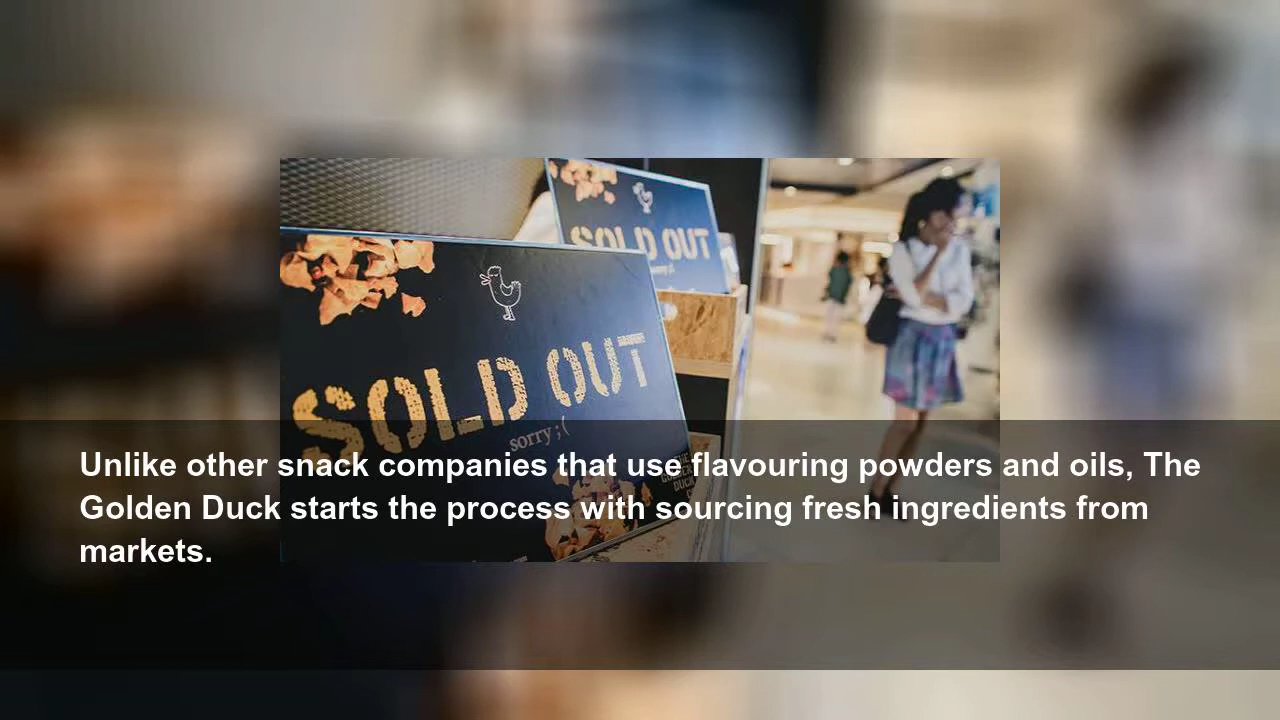 SOLD OUT
SOLD OUT
sorry ;(
Unlike other snack companies that use flavouring powders and oils, The
Golden Duck starts the process with sourcing fresh ingredients from
markets.